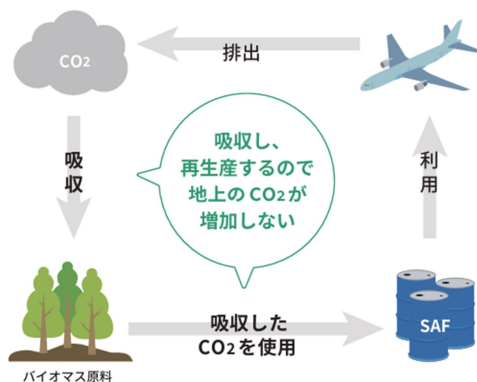 CO2
排出
吸収
吸収し、
再生産するので
地上のCO2が
増加しない
利用
吸収した
CO2を使用
SAF
バイオマス原料